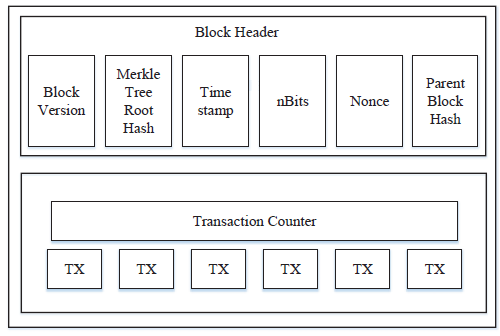 Block Header
Block
Version
Merkle
Tree
Root
Hash
Time
stamp
nBits
Nonce
Parent
Block
Hash
Transaction Counter
TX
TX
TX
TX
TX
TX